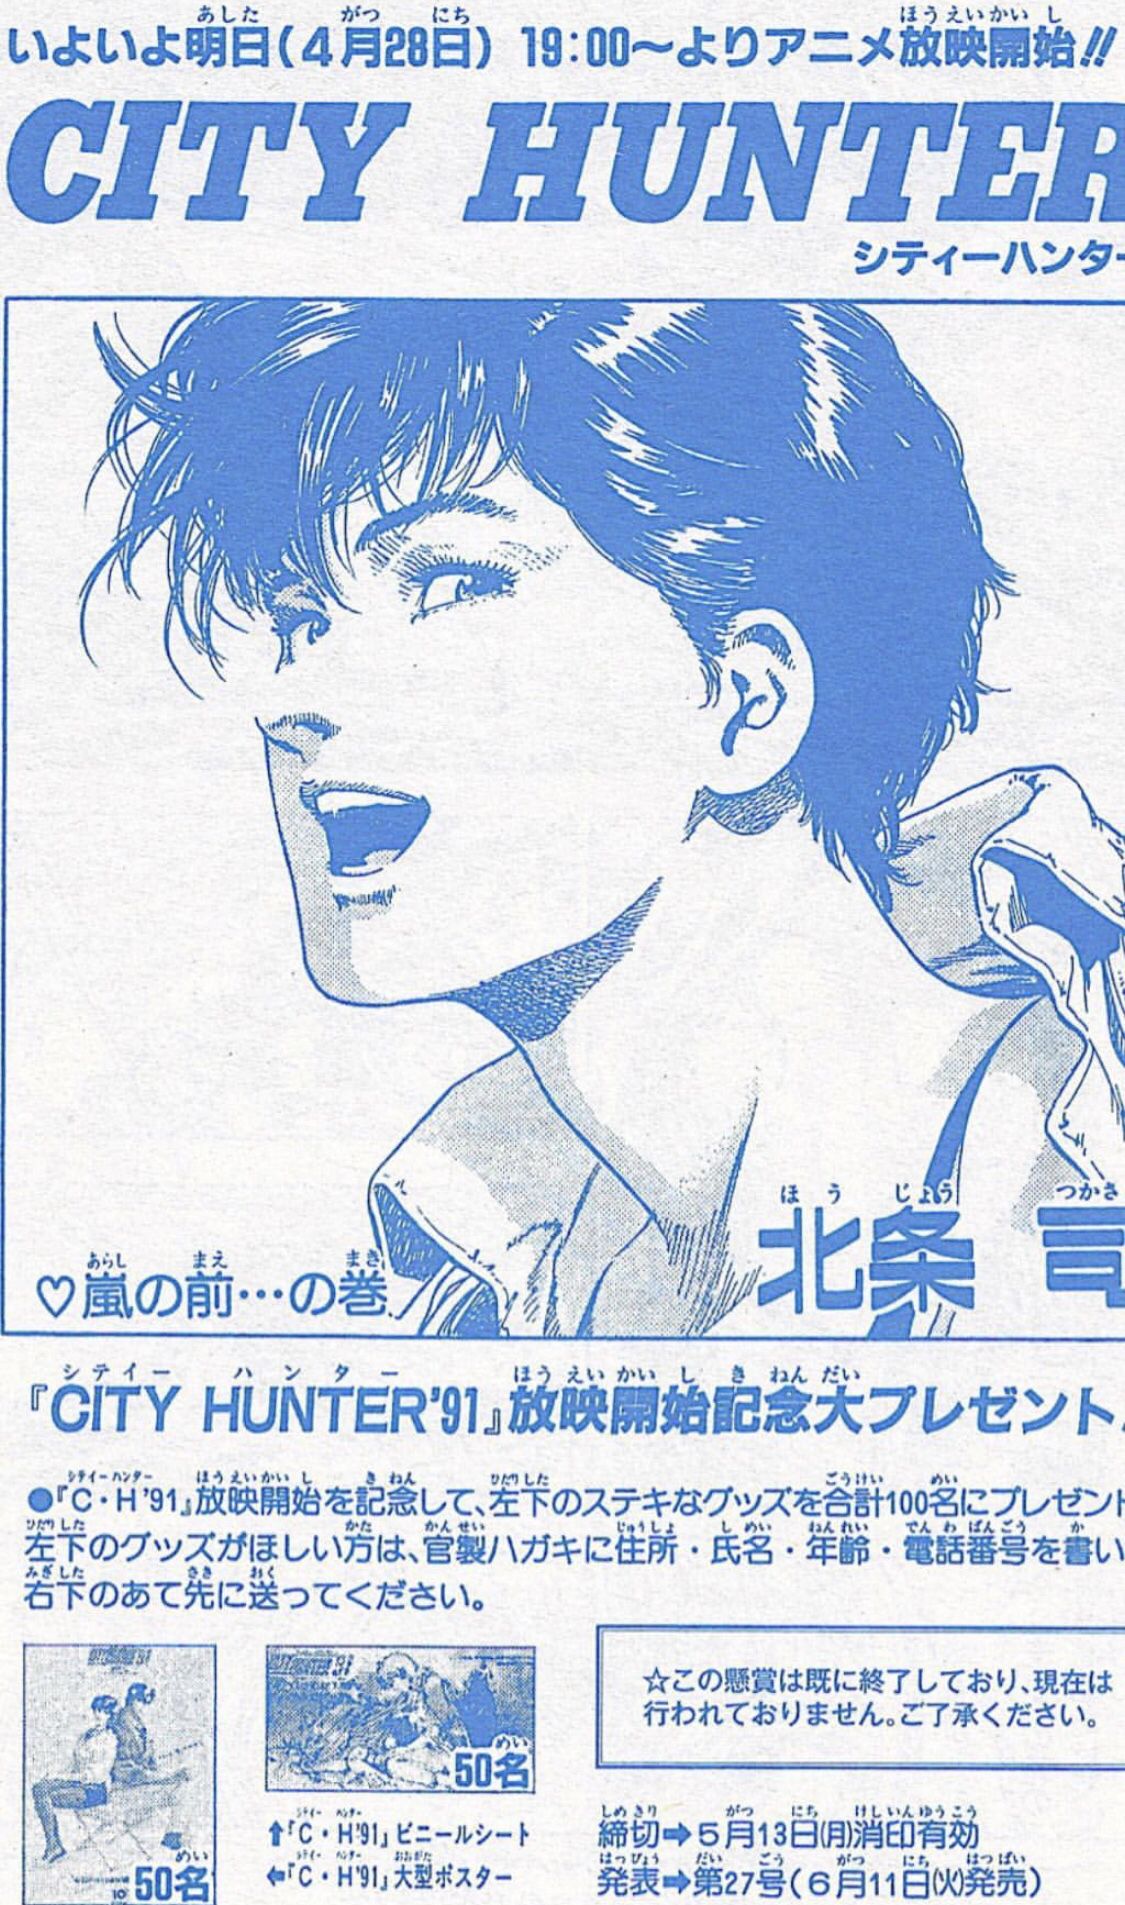 いよいよ明日(4月28日) 19:00〜よりアニメ放映開始!!
CITY HUNTER
シティーハンター
北条 司
♡嵐の前…の巻
『CITY HUNTER'91』放映開始記念大プレゼント
●『C・H'91』放映開始を記念して、左下のステキなグッズを合計100名にプレゼント
左下のグッズがほしい方は、官製ハガキに住所・氏名・年齢・電話番号を書い
右下のあて先に送ってください。
50名
50名
⬆『C・H'91』ビニールシート
⬅『C・H'91』大型ポスター
☆この懸賞は既に終了しており、現在は
行われておりません。ご了承ください。
締切➡5月13日(月)消印有効
発表➡第27号(6月11日(火)発売)